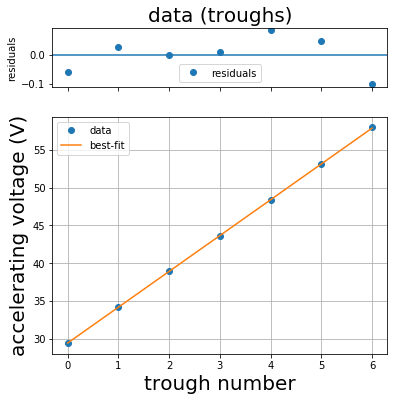 data (troughs)
residuals
0.0
−0.1
residuals
accelerating voltage (V)
data
best-fit
55
50
45
40
35
30
0 1 2 3 4 5 6
trough number